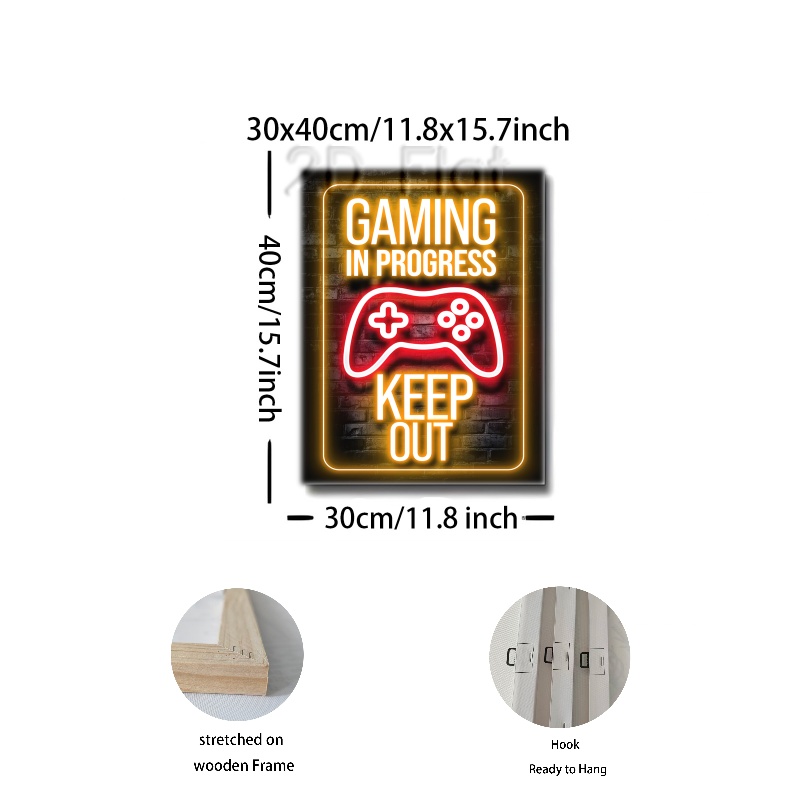 30x40cm/11.8x15.7inch
2D Flat
GAMING
IN PROGRESS
KEEP
OUT
40cm/15.7inch
30cm/11.8 inch
stretched on
wooden Frame
Hook
Ready to Hang